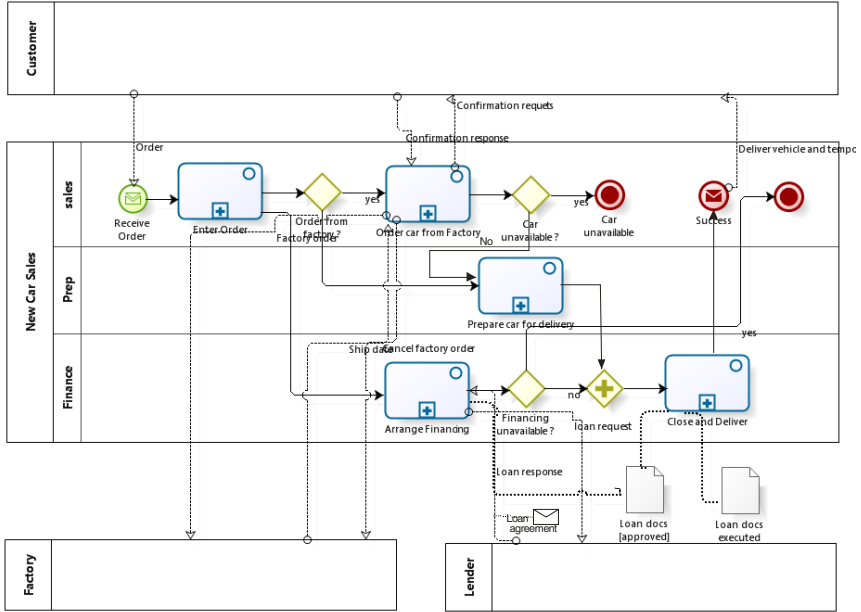 Customer
Confirmation requets
Confirmation response
Order
Deliver vehicle and tempo
New Car Sales
sales
yes
yes
Receive
Order
Enter Order
Order from
factory ?
Factory order
Order car from Factory
Car
unavailable ?
Car
unavailable
Success
No
Prep
Prepare car for delivery
yes
Ship date
Cancel factory order
Finance
no
Arrange Financing
Financing
unavailable ?
loan request
Close and Deliver
Loan response
Loan
agreement
Loan docs
[approved]
Loan docs
executed
Factory
Lender